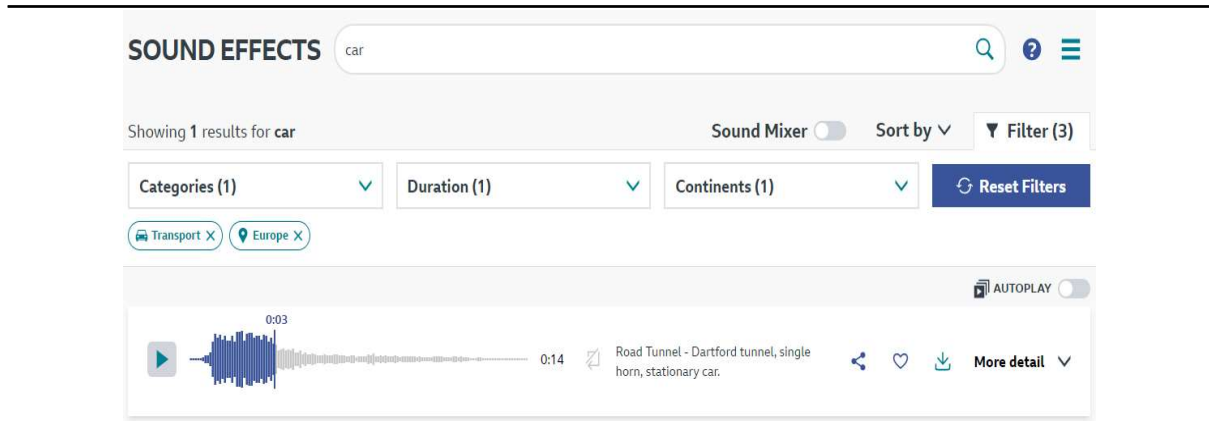 SOUND EFFECTS car ?
Showing 1 results for car Sound Mixer Sort by Filter (3)
Categories (1) Duration (1) Continents (1) Reset Filters
Transport X Europe X
AUTOPLAY
0:03
0:14 Road Tunnel - Dartford tunnel, single
horn, stationary car.
More detail